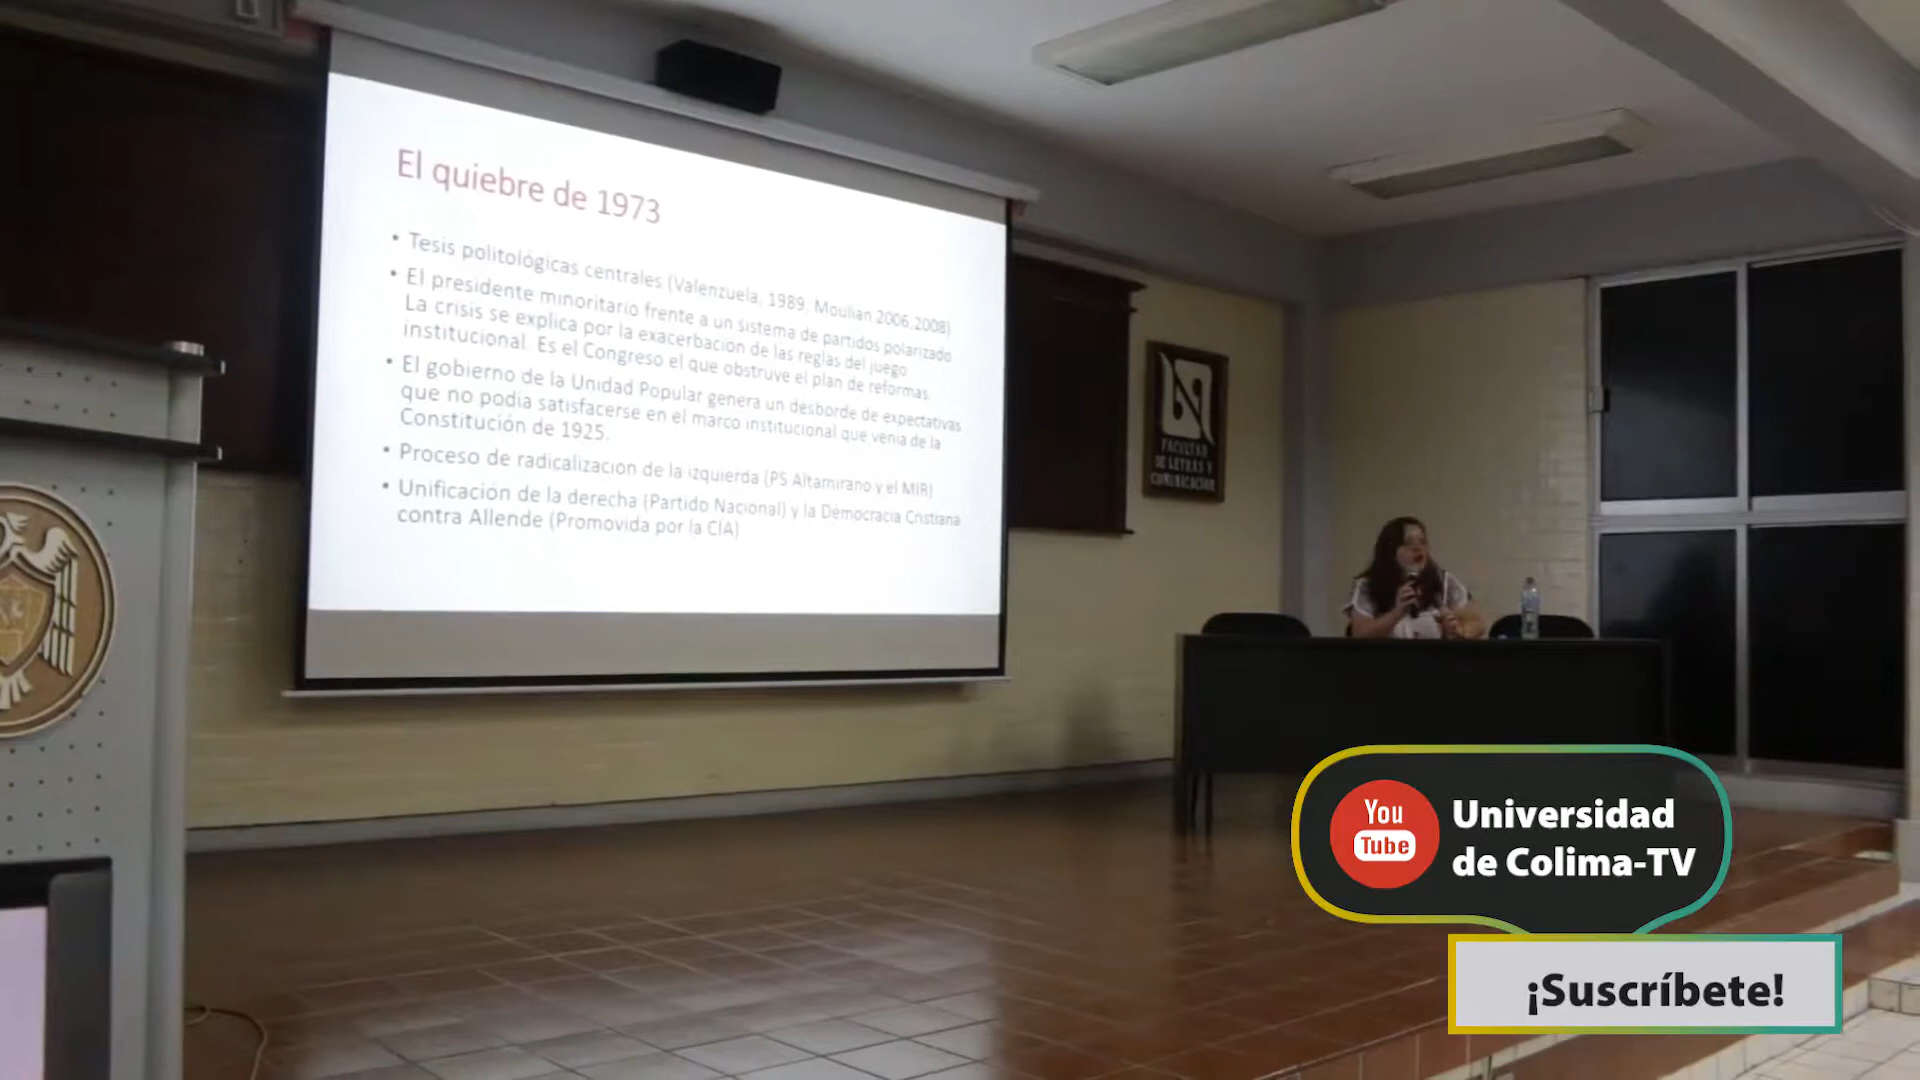 El quiebre de 1973
• Tesis politológicas centrales (Valenzuela, 1989, Moulian 2006, 2008)
• El presidente minoritario frente a un sistema de partidos polarizado
La crisis se explica por la exacerbación de las reglas del juego
institucional. Es el Congreso el que obstruye el plan de reformas.
• El gobierno de la Unidad Popular genera un desborde de expectativas
que no podía satisfacerse en el marco institucional que venía de la
Constitución de 1925.
• Proceso de radicalización de la izquierda (PS Altamirano y el MIR)
• Unificación de la derecha (Partido Nacional) y la Democracia Cristiana
contra Allende (Promovida por la CIA)
FACULTAD
DE LETRAS Y
COMUNICACIÓN
You
Tube
Universidad
de Colima-TV
¡Suscríbete!